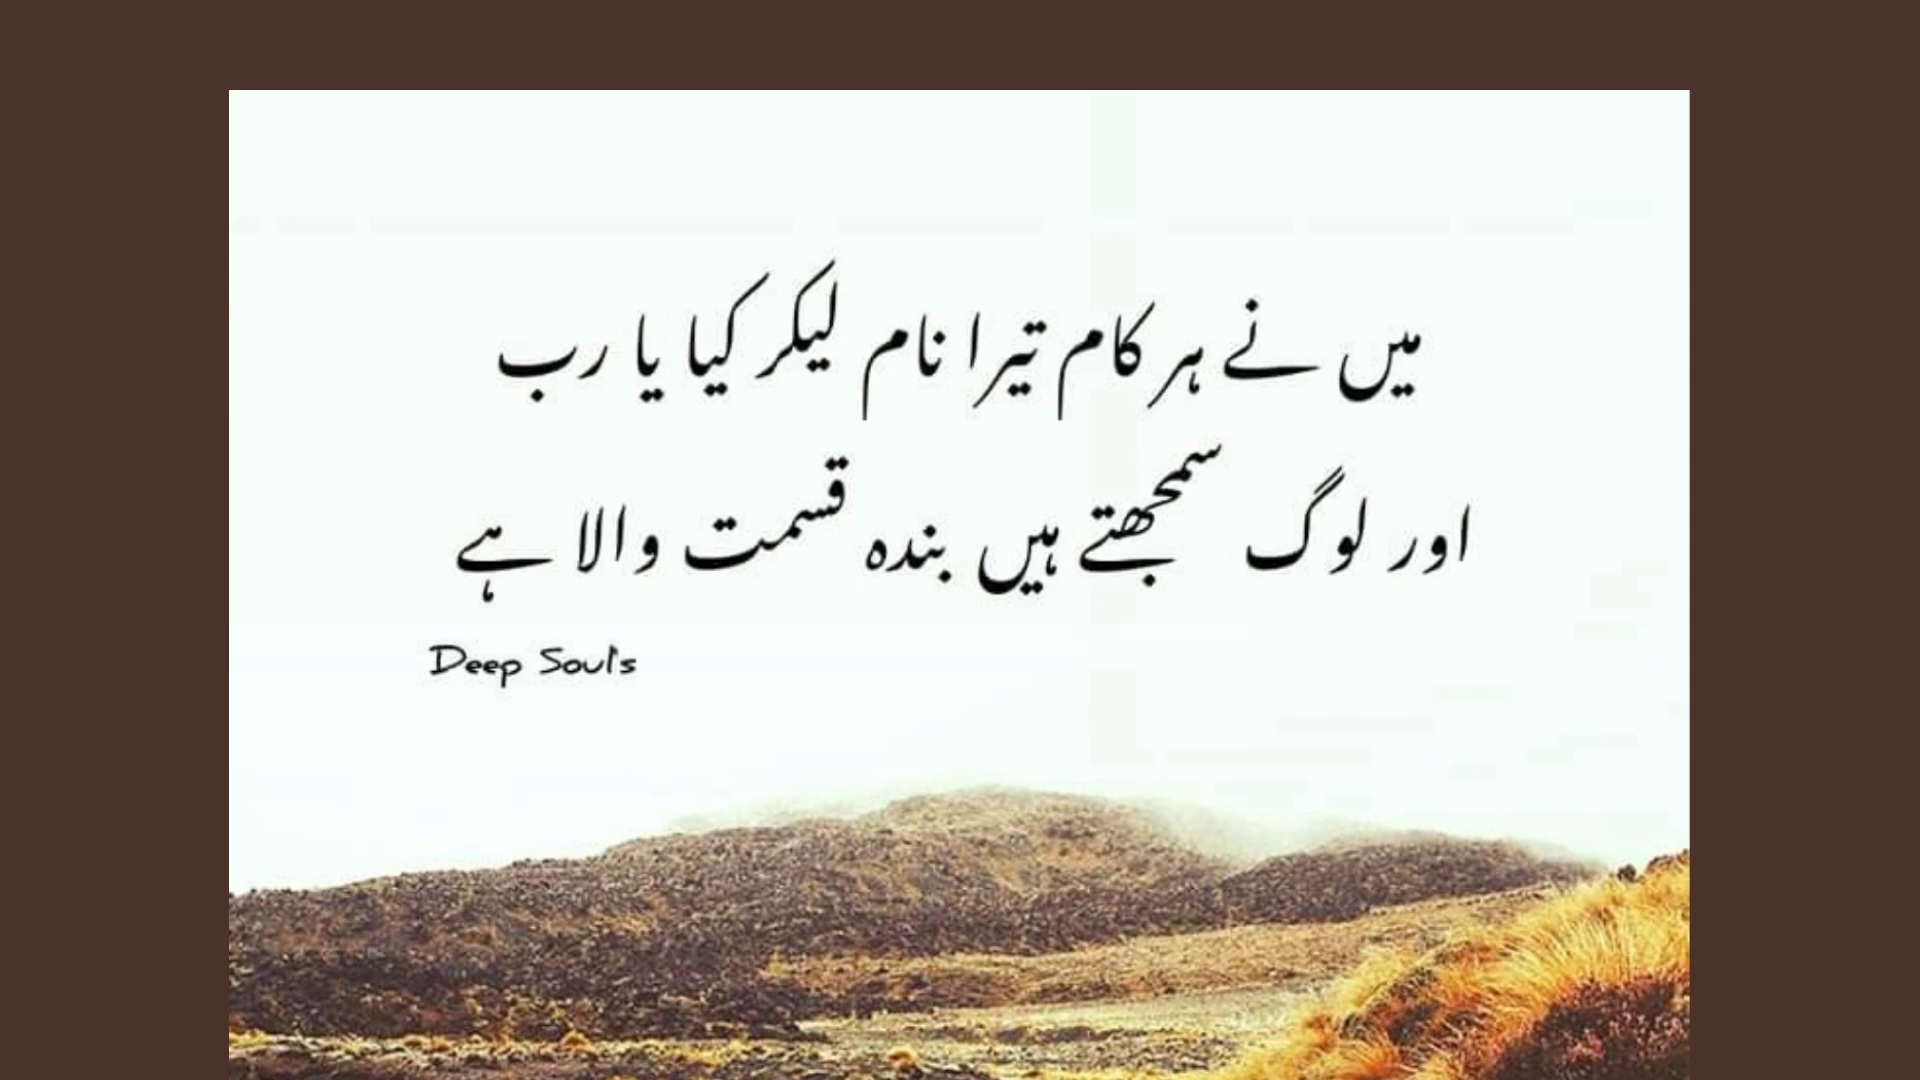 میں نے ہر کام تیرا نام لیکر کیا یا رب
اور لوگ سمجھتے ہیں بندہ قسمت والا ہے
Deep Soul's